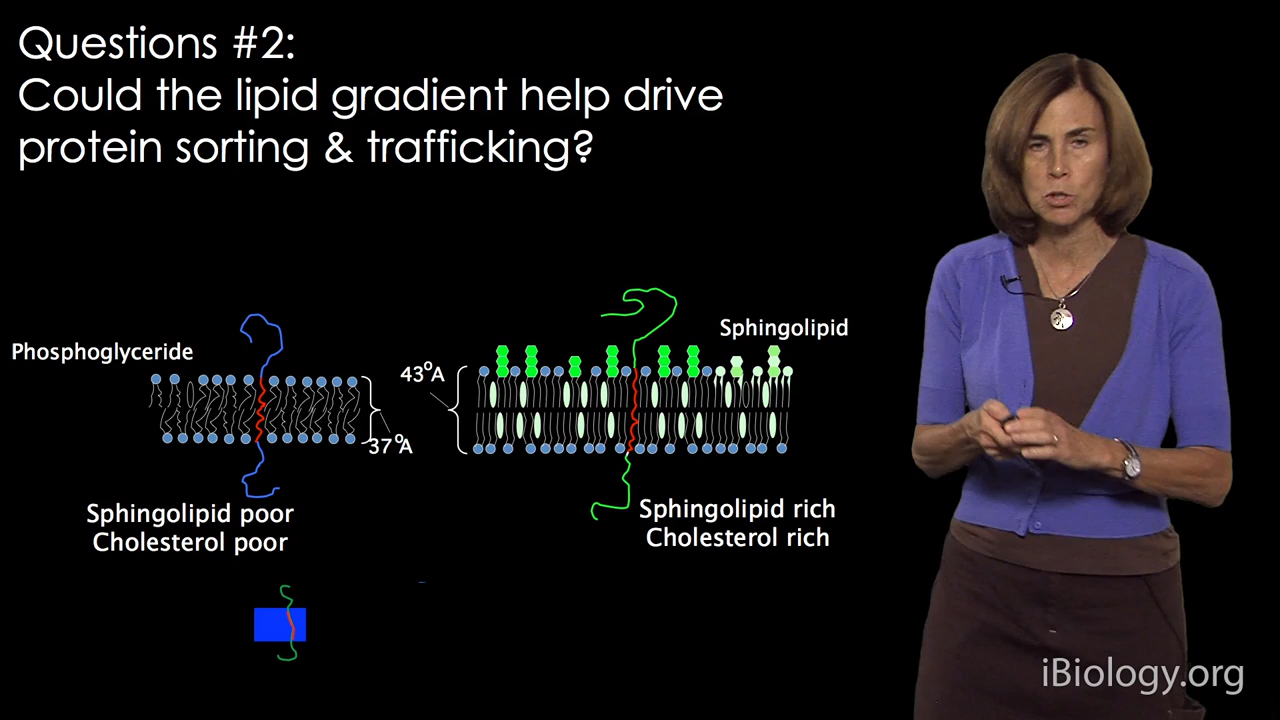 Questions #2:
Could the lipid gradient help drive
protein sorting & trafficking?
Phosphoglyceride
37°A
Sphingolipid poor
Cholesterol poor
43°A
Sphingolipid
Sphingolipid rich
Cholesterol rich
iBiology.org